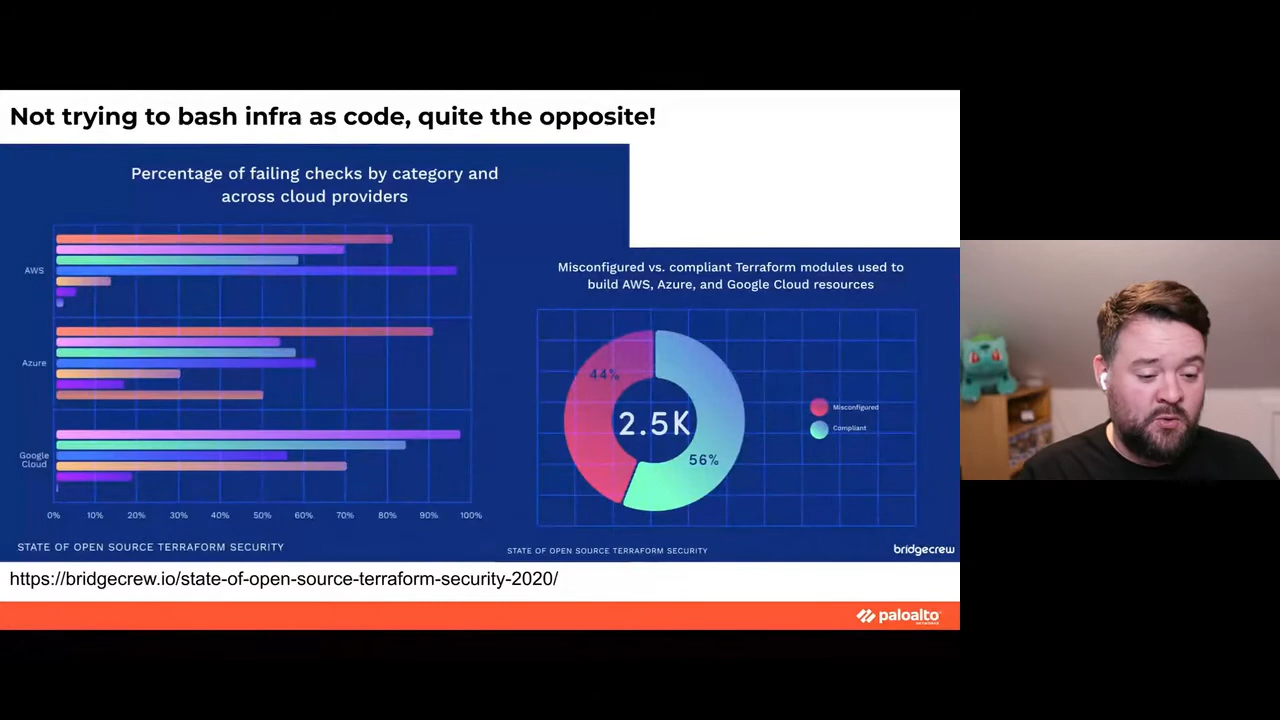 Not trying to bash infra as code, quite the opposite!
Percentage of failing checks by category and
across cloud providers
AWS
Azure
Google
Cloud
0% 10% 20% 30% 40% 50% 60% 70% 80% 90% 100%
STATE OF OPEN SOURCE TERRAFORM SECURITY
Misconfigured vs. compliant Terraform modules used to
build AWS, Azure, and Google Cloud resources
44%
2.5K
56%
Misconfigured
Compliant
STATE OF OPEN SOURCE TERRAFORM SECURITY
bridgecrew
https://bridgecrew.io/state-of-open-source-terraform-security-2020/
paloalto
NETWORKS